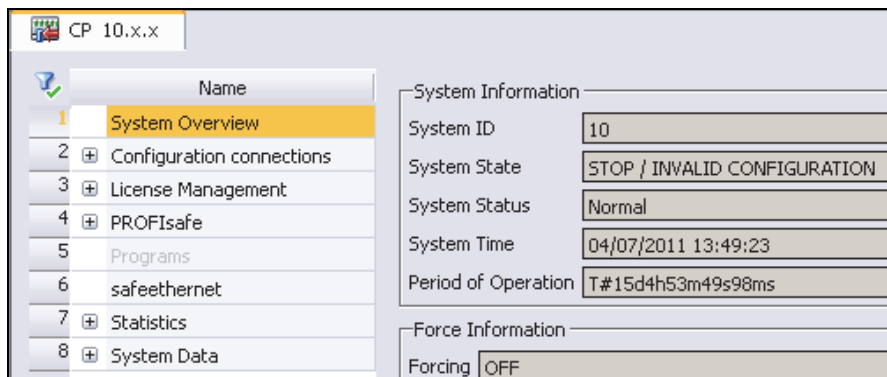 CP 10.x.x
Name
1 System Overview
2 Configuration connections
3 License Management
4 PROFIsafe
5 Programs
6 safeethernet
7 Statistics
8 System Data
System Information
System ID 10
System State STOP / INVALID CONFIGURATION
System Status Normal
System Time 04/07/2011 13:49:23
Period of Operation T#15d4h53m49s98ms
Force Information
Forcing OFF